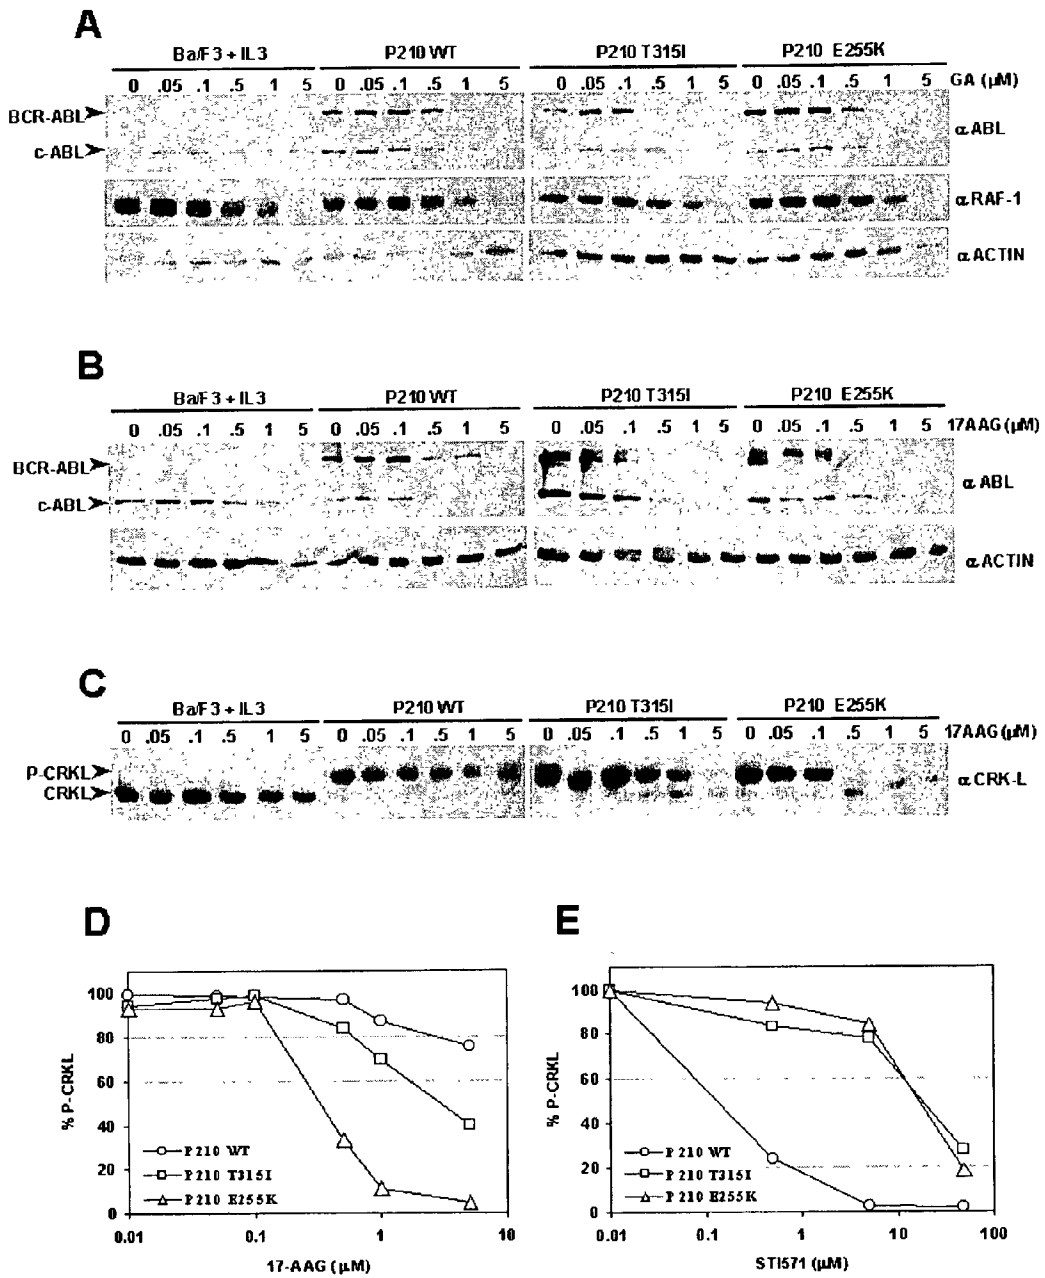 A
Ba/F3 + IL3 P210 WT P210 T315I P210 E255K
0 .05 .1 .5 1 5 0 .05 .1 .5 1 5 0 .05 .1 .5 1 5 0 .05 .1 .5 1 5 GA (µM)
BCR-ABL
α ABL
c-ABL
α RAF-1
α ACTIN
B
Ba/F3 + IL3 P210 WT P210 T315I P210 E255K
0 .05 .1 .5 1 5 0 .05 .1 .5 1 5 0 .05 .1 .5 1 5 0 .05 .1 .5 1 5 17AAG (µM)
BCR-ABL
α ABL
c-ABL
α ACTIN
C
Ba/F3 + IL3 P210 WT P210 T315I P210 E255K
0 .05 .1 .5 1 5 0 .05 .1 .5 1 5 0 .05 .1 .5 1 5 0 .05 .1 .5 1 5 17AAG (µM)
P-CRKL
CRKL
α CRK-L
D
% P-CRKL
100
80
60
40
20
0
P210 WT
P210 T315I
P210 E255K
0.01 0.1 1 10
17-AAG (µM)
E
% P-CRKL
100
80
60
40
20
0
P210 WT
P210 T315I
P210 E255K
0.01 0.1 1 10 100
STI571 (µM)